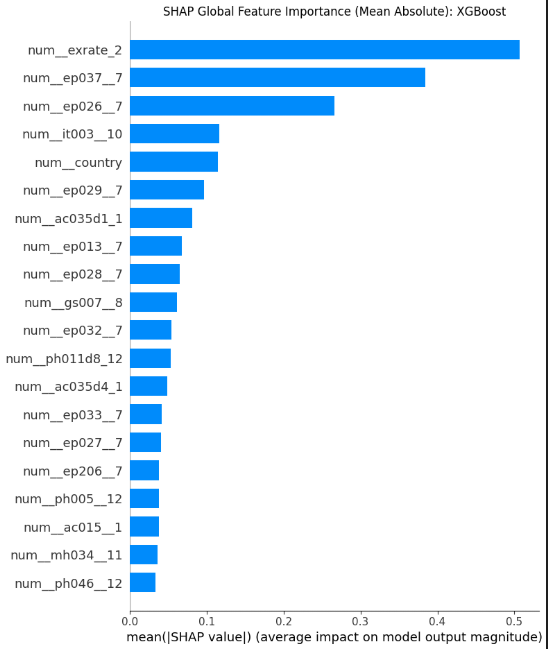 SHAP Global Feature Importance (Mean Absolute): XGBoost
num__exrate_2
num__ep037__7
num__ep026__7
num__it003__10
num__country
num__ep029__7
num__ac035d1_1
num__ep013__7
num__ep028__7
num__gs007__8
num__ep032__7
num__ph011d8_12
num__ac035d4_1
num__ep033__7
num__ep027__7
num__ep206__7
num__ph005__12
num__ac015__1
num__mh034__11
num__ph046__12
0.0 0.1 0.2 0.3 0.4 0.5
mean(|SHAP value|) (average impact on model output magnitude)